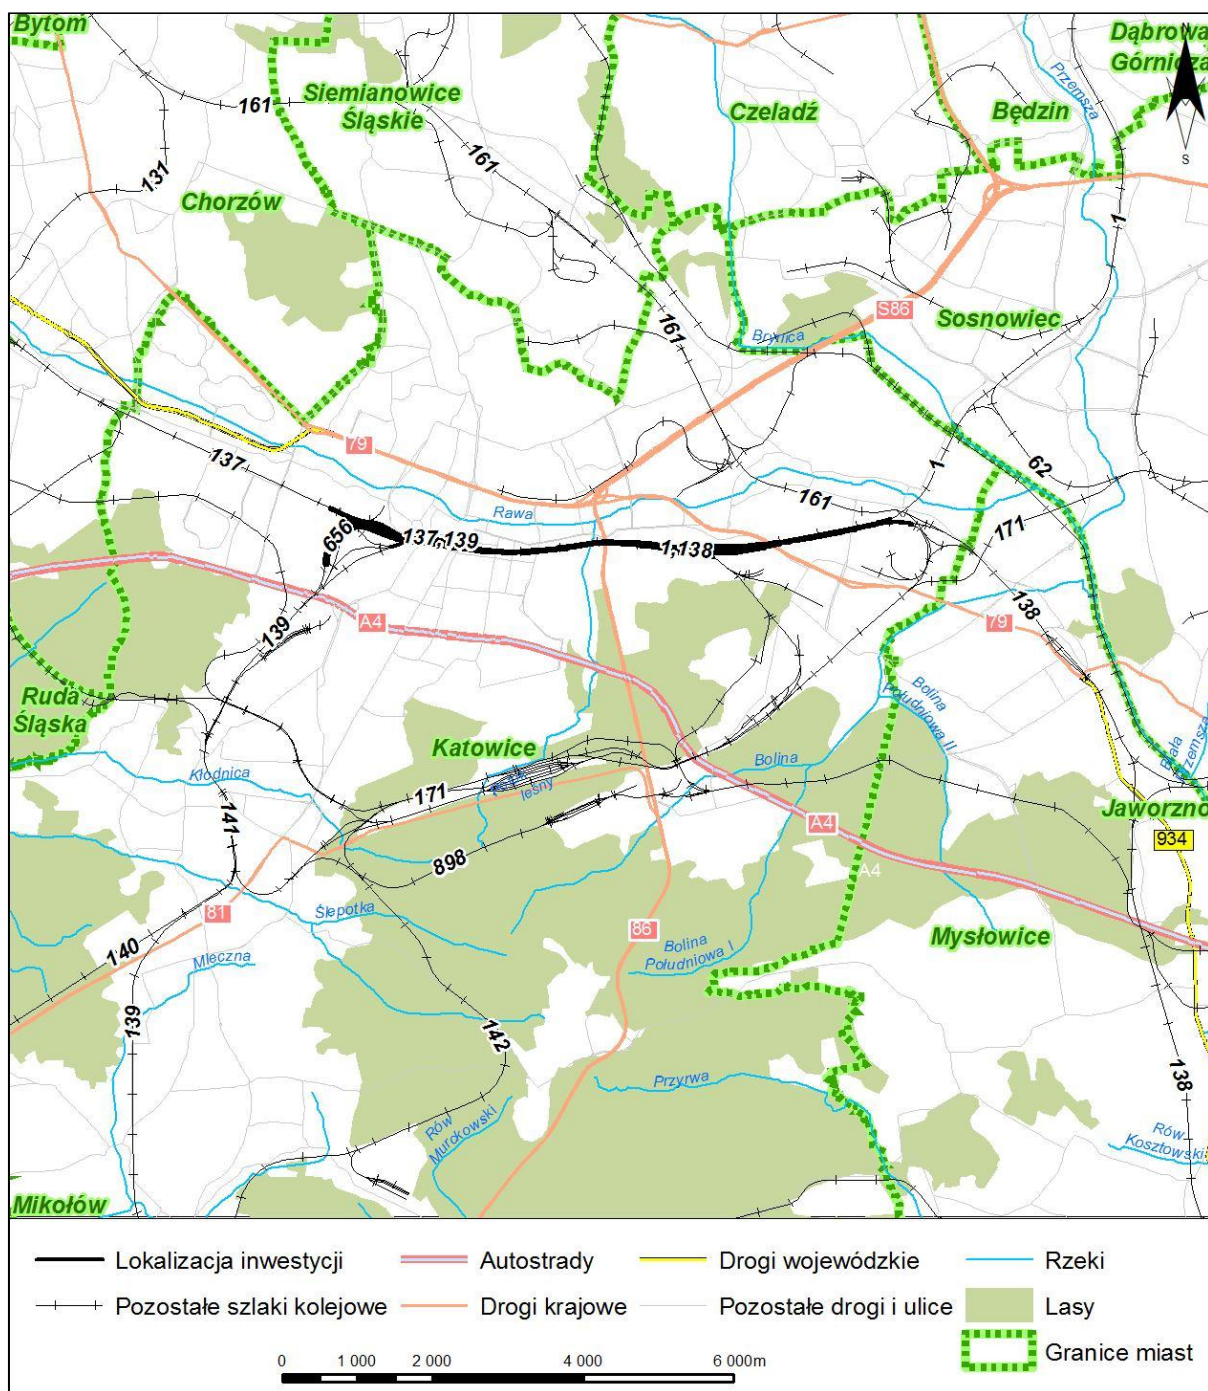 Bytom
Dąbrowa
Górnicza
N
S
Siemianowice
Śląskie
Czeladź
Będzin
Przemsza
161
131
161
1
Chorzów
S86
Sosnowiec
161
Brynica
79
137
1
62
Rawa
161
171
656
137,139
1,138
138
139
A4
79
Ruda
Śląska
Bolina
Południowa II
Katowice
Bolina
Biała
Przemsza
Kłodnica
leśny
171
141
Jaworzno
A4
934
898
A4
81
Ślepotka
86
Mysłowice
140
Mleczna
Bolina
Południowa I
139
142
138
Przyrwa
Rów
Murckowski
Rów
Kosztowski
Mikołów
Lokalizacja inwestycji
Autostrady
Drogi wojewódzkie
Rzeki
Pozostałe szlaki kolejowe
Drogi krajowe
Pozostałe drogi i ulice
Lasy
Granice miast
0 1 000 2 000 4 000 6 000m